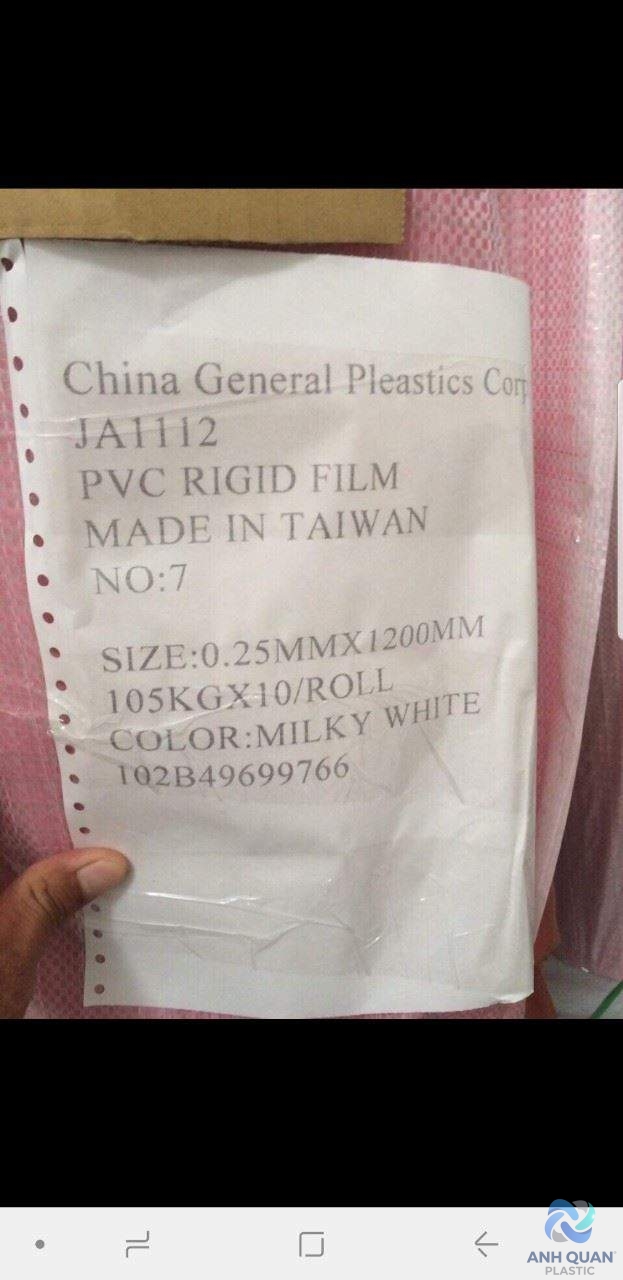 China General Pleastics Corp
JA1112
PVC RIGID FILM
MADE IN TAIWAN
NO:7
SIZE:0.25MMX1200MM
105KGX10/ROLL
COLOR:MILKY WHITE
102B49699766
ANH QUAN
PLASTIC